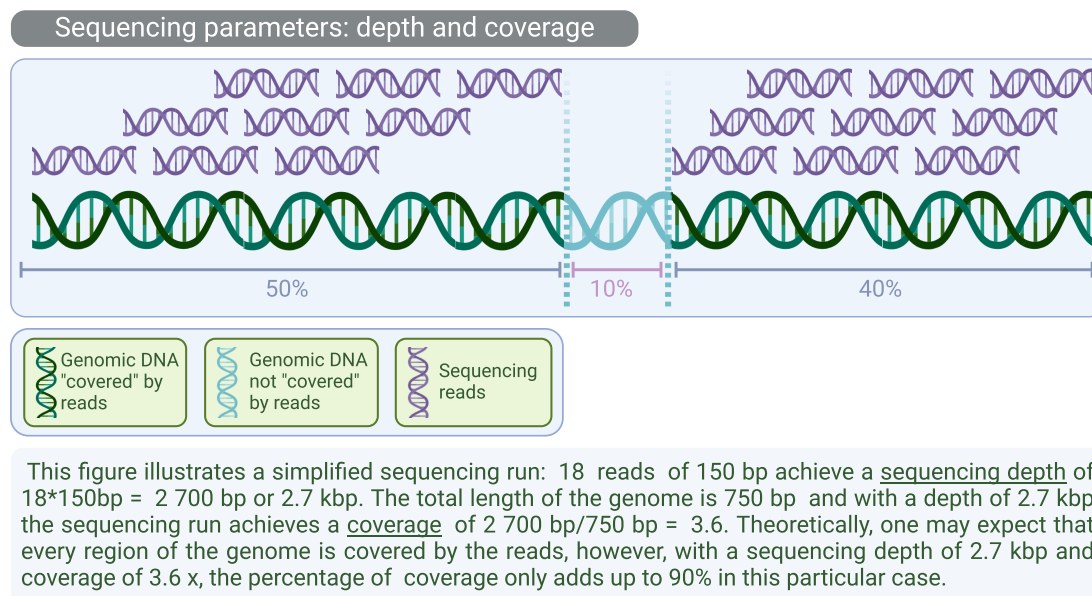 Sequencing parameters: depth and coverage
50%
10%
40%
Genomic DNA
"covered" by
reads
Genomic DNA
not "covered"
by reads
Sequencing
reads
This figure illustrates a simplified sequencing run: 18 reads of 150 bp achieve a sequencing depth of
18*150bp = 2 700 bp or 2.7 kbp. The total length of the genome is 750 bp and with a depth of 2.7 kbp
the sequencing run achieves a coverage of 2 700 bp/750 bp = 3.6. Theoretically, one may expect that
every region of the genome is covered by the reads, however, with a sequencing depth of 2.7 kbp and
coverage of 3.6 x, the percentage of coverage only adds up to 90% in this particular case.